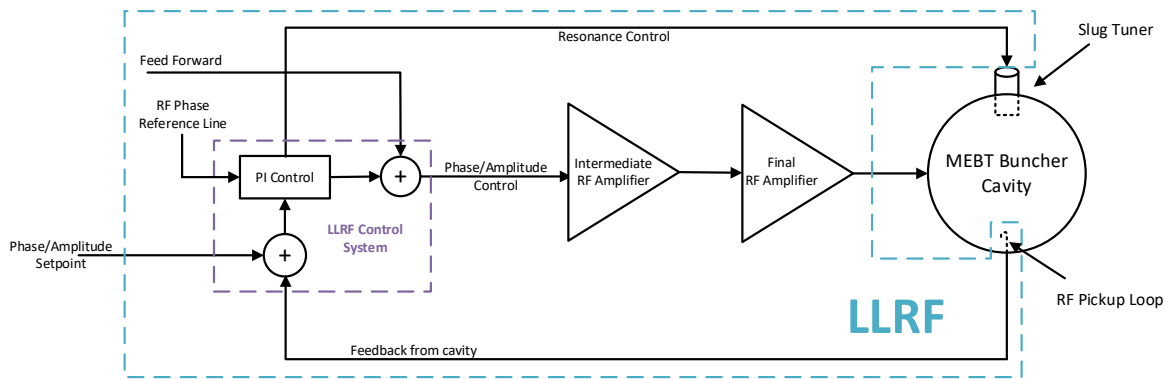 Resonance Control
Slug Tuner
Feed Forward
RF Phase
Reference Line
PI Control
+
Phase/Amplitude
Control
Intermediate
RF Amplifier
Final
RF Amplifier
MEBT Buncher
Cavity
LLRF Control
System
Phase/Amplitude
Setpoint
+
RF Pickup Loop
LLRF
Feedback from cavity